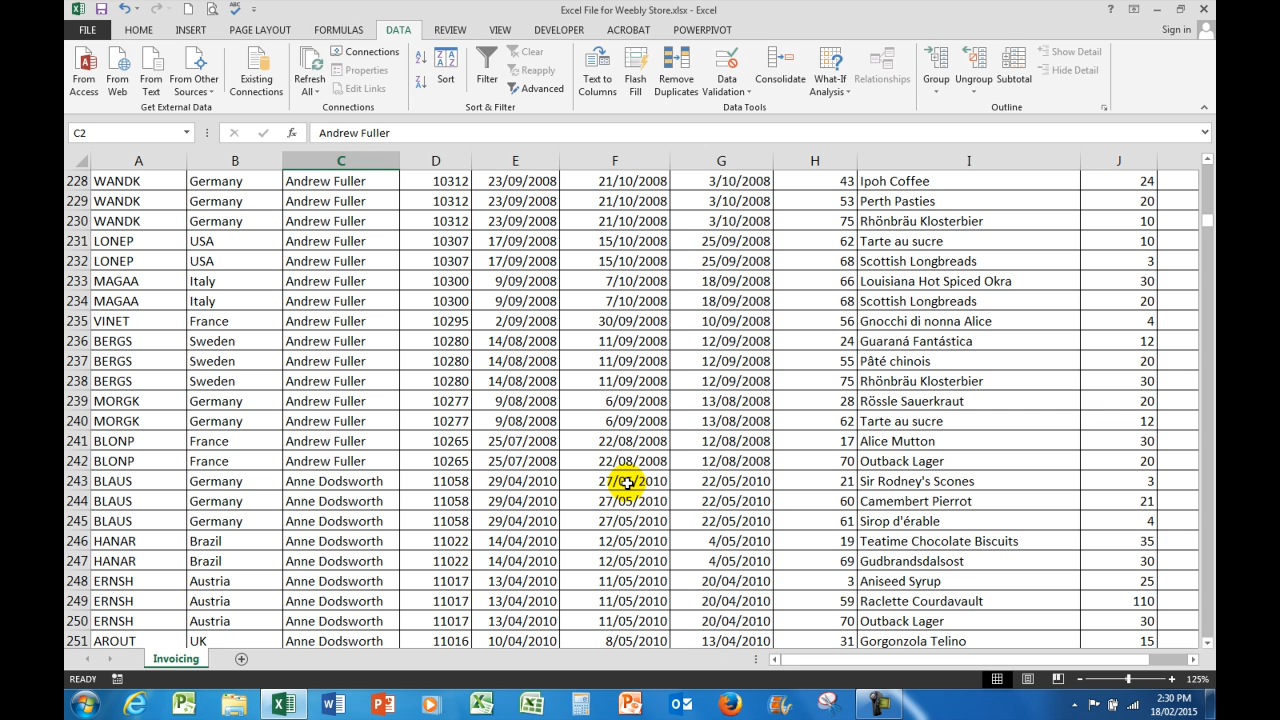 Excel File for Weebly Store.xlsx - Excel
?
FILE HOME INSERT PAGE LAYOUT FORMULAS DATA REVIEW VIEW DEVELOPER ACROBAT POWERPIVOT Sign in
From Access
From Web
From Text
From Other Sources
Existing Connections
Get External Data
Refresh All
Connections
Properties
Edit Links
Connections
Sort
Filter
Clear
Reapply
Advanced
Sort & Filter
Text to Columns
Flash Fill
Remove Duplicates
Data Validation
Consolidate
What-If Analysis
Relationships
Data Tools
Group
Ungroup
Subtotal
Show Detail
Hide Detail
Outline
C2 fx Andrew Fuller
A B C D E F G H I J
228 WANDK Germany Andrew Fuller 10312 23/09/2008 21/10/2008 3/10/2008 43 Ipoh Coffee 24
229 WANDK Germany Andrew Fuller 10312 23/09/2008 21/10/2008 3/10/2008 53 Perth Pasties 20
230 WANDK Germany Andrew Fuller 10312 23/09/2008 21/10/2008 3/10/2008 75 Rhönbräu Klosterbier 10
231 LONEP USA Andrew Fuller 10307 17/09/2008 15/10/2008 25/09/2008 62 Tarte au sucre 10
232 LONEP USA Andrew Fuller 10307 17/09/2008 15/10/2008 25/09/2008 68 Scottish Longbreads 3
233 MAGAA Italy Andrew Fuller 10300 9/09/2008 7/10/2008 18/09/2008 66 Louisiana Hot Spiced Okra 30
234 MAGAA Italy Andrew Fuller 10300 9/09/2008 7/10/2008 18/09/2008 68 Scottish Longbreads 20
235 VINET France Andrew Fuller 10295 2/09/2008 30/09/2008 10/09/2008 56 Gnocchi di nonna Alice 4
236 BERGS Sweden Andrew Fuller 10280 14/08/2008 11/09/2008 12/09/2008 24 Guaraná Fantástica 12
237 BERGS Sweden Andrew Fuller 10280 14/08/2008 11/09/2008 12/09/2008 55 Pâté chinois 20
238 BERGS Sweden Andrew Fuller 10280 14/08/2008 11/09/2008 12/09/2008 75 Rhönbräu Klosterbier 30
239 MORGK Germany Andrew Fuller 10277 9/08/2008 6/09/2008 13/08/2008 28 Rössle Sauerkraut 20
240 MORGK Germany Andrew Fuller 10277 9/08/2008 6/09/2008 13/08/2008 62 Tarte au sucre 12
241 BLONP France Andrew Fuller 10265 25/07/2008 22/08/2008 12/08/2008 17 Alice Mutton 30
242 BLONP France Andrew Fuller 10265 25/07/2008 22/08/2008 12/08/2008 70 Outback Lager 20
243 BLAUS Germany Anne Dodsworth 11058 29/04/2010 22/05/2010 21 Sir Rodney's Scones 3
244 BLAUS Germany Anne Dodsworth 11058 29/04/2010 27/05/2010 22/05/2010 60 Camembert Pierrot 21
245 BLAUS Germany Anne Dodsworth 11058 29/04/2010 27/05/2010 22/05/2010 61 Sirop d'érable 4
246 HANAR Brazil Anne Dodsworth 11022 14/04/2010 12/05/2010 4/05/2010 19 Teatime Chocolate Biscuits 35
247 HANAR Brazil Anne Dodsworth 11022 14/04/2010 12/05/2010 4/05/2010 69 Gudbrandsdalsost 30
248 ERNSH Austria Anne Dodsworth 11017 13/04/2010 11/05/2010 20/04/2010 3 Aniseed Syrup 25
249 ERNSH Austria Anne Dodsworth 11017 13/04/2010 11/05/2010 20/04/2010 59 Raclette Courdavault 110
250 ERNSH Austria Anne Dodsworth 11017 13/04/2010 11/05/2010 20/04/2010 70 Outback Lager 30
251 AROUT UK Anne Dodsworth 11016 10/04/2010 8/05/2010 13/04/2010 31 Gorgonzola Telino 15
Invoicing
READY 125%
2:30 PM
18/02/2015